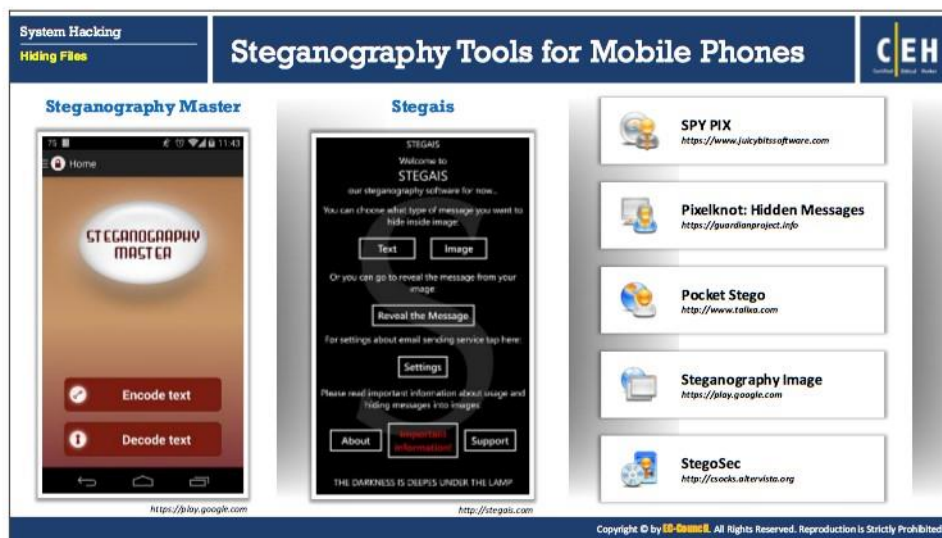 System Hacking
Hiding Files
Steganography Tools for Mobile Phones
CEH
Steganography Master
75 11:43
Home
STEGANOGRAPHY
MASTER
Encode text
Decode text
https://play.google.com
Stegais
STEGAIS
Welcome to
STEGAIS
our steganography software for now...
You can choose what type of message you want to
hide inside image:
Text Image
Or you can go to reveal the message from your
image:
Reveal the Message
For settings about email sending service tap here:
Settings
Please read important information about usage and
hiding messages into images:
About Important Support
information!
THE DARKNESS IS DEEPES UNDER THE LAMP
http://stegais.com
SPY PIX
https://www.juicybitssoftware.com
Pixelknot: Hidden Messages
https://guardianproject.info
Pocket Stego
http://www.talixa.com
Steganography Image
https://play.google.com
StegoSec
http://csocks.altervista.org
Copyright © by EC-Council. All Rights Reserved. Reproduction is Strictly Prohibited